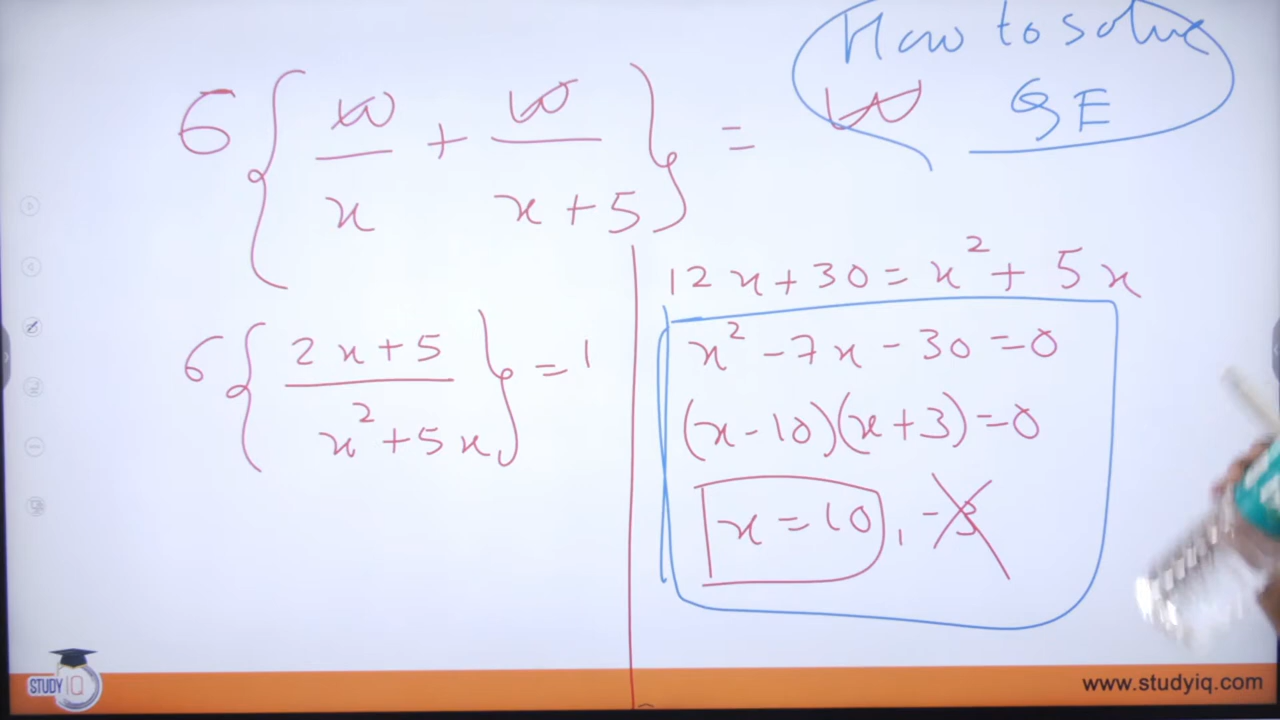 How to solve
QE
6 { w/x + w/(x+5) } = w
6 { (2x+5)/(x²+5x) } = 1
12x+30=x²+5x
x²-7x-30=0
(x-10)(x+3)=0
x=10, -3
STUDY IQ
www.studyiq.com